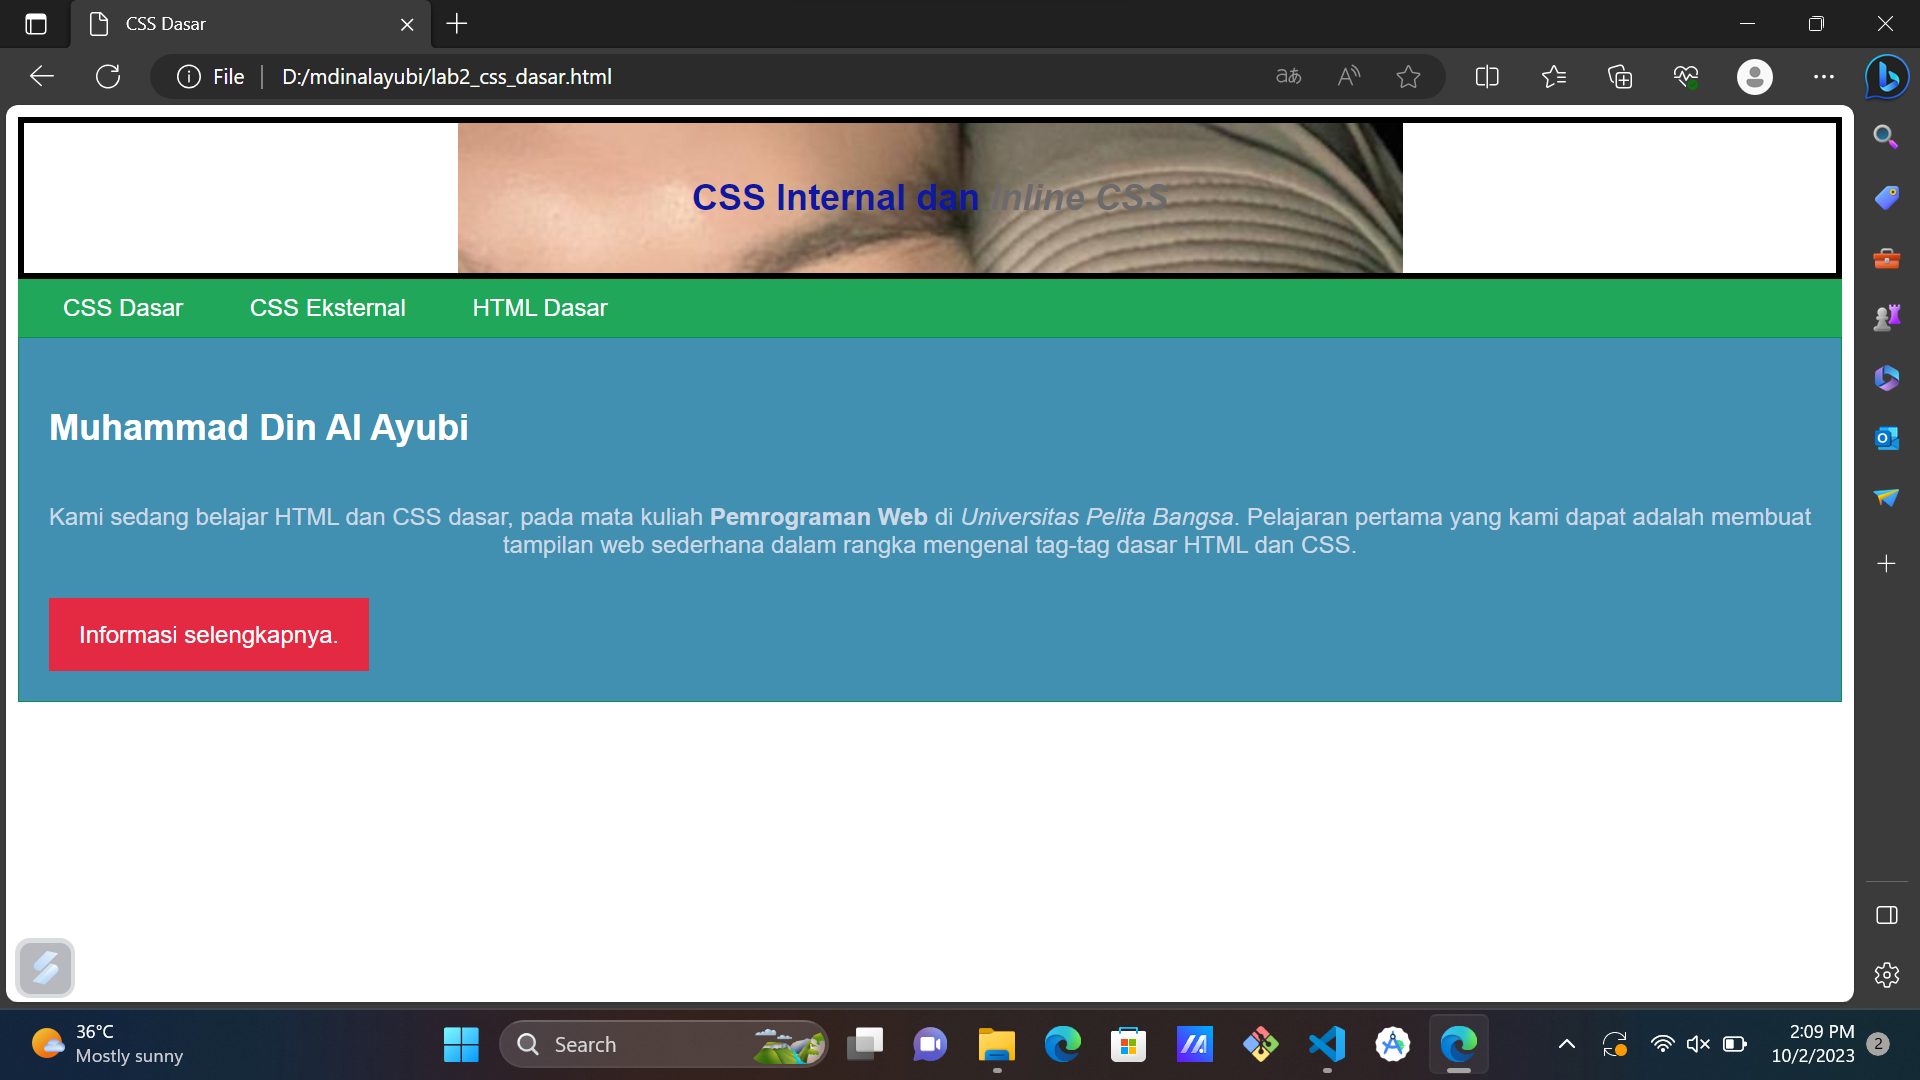 CSS Dasar
File
D:/mdinalayubi/lab2_css_dasar.html
CSS Internal dan Inline CSS
CSS Dasar CSS Eksternal HTML Dasar
Muhammad Din Al Ayubi
Kami sedang belajar HTML dan CSS dasar, pada mata kuliah Pemrograman Web di Universitas Pelita Bangsa. Pelajaran pertama yang kami dapat adalah membuat
tampilan web sederhana dalam rangka mengenal tag-tag dasar HTML dan CSS.
Informasi selengkapnya.
36°C
Mostly sunny
Search
2:09 PM
10/2/2023
2